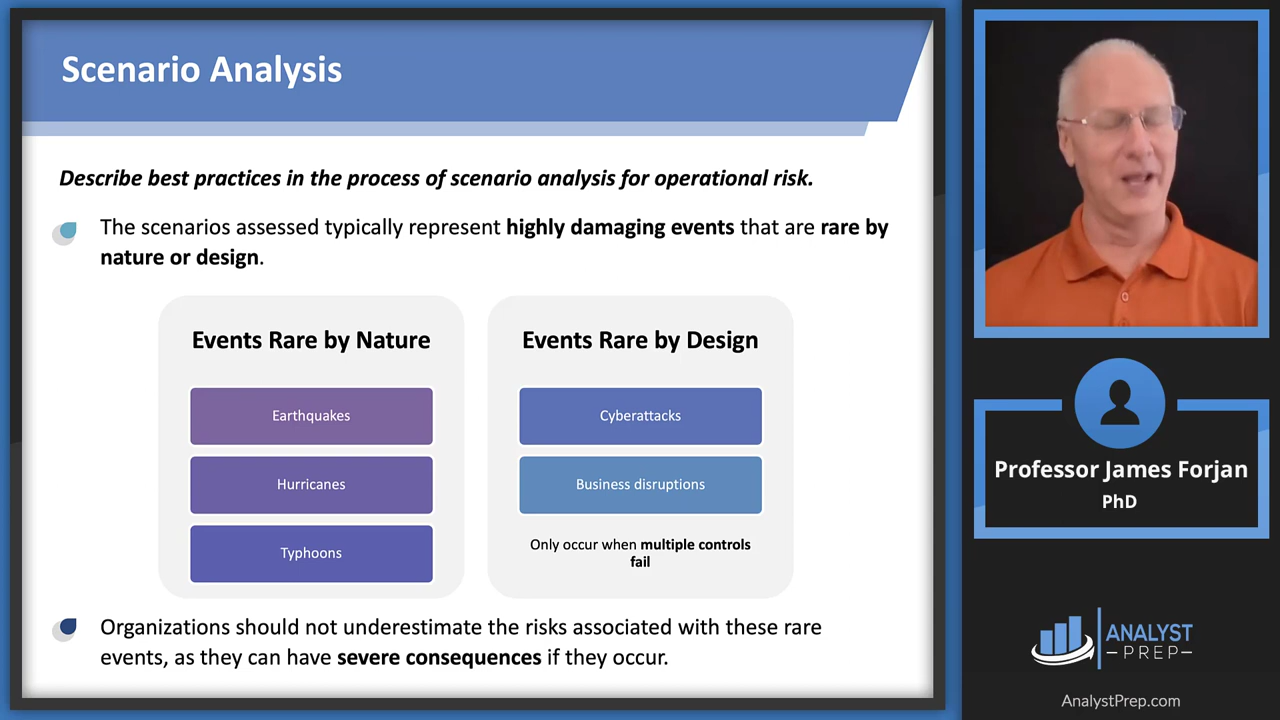 Scenario Analysis
Describe best practices in the process of scenario analysis for operational risk.
The scenarios assessed typically represent highly damaging events that are rare by
nature or design.
Events Rare by Nature
Earthquakes
Hurricanes
Typhoons
Events Rare by Design
Cyberattacks
Business disruptions
Only occur when multiple controls
fail
Organizations should not underestimate the risks associated with these rare
events, as they can have severe consequences if they occur.
Professor James Forjan
PhD
ANALYST
PREP
AnalystPrep.com